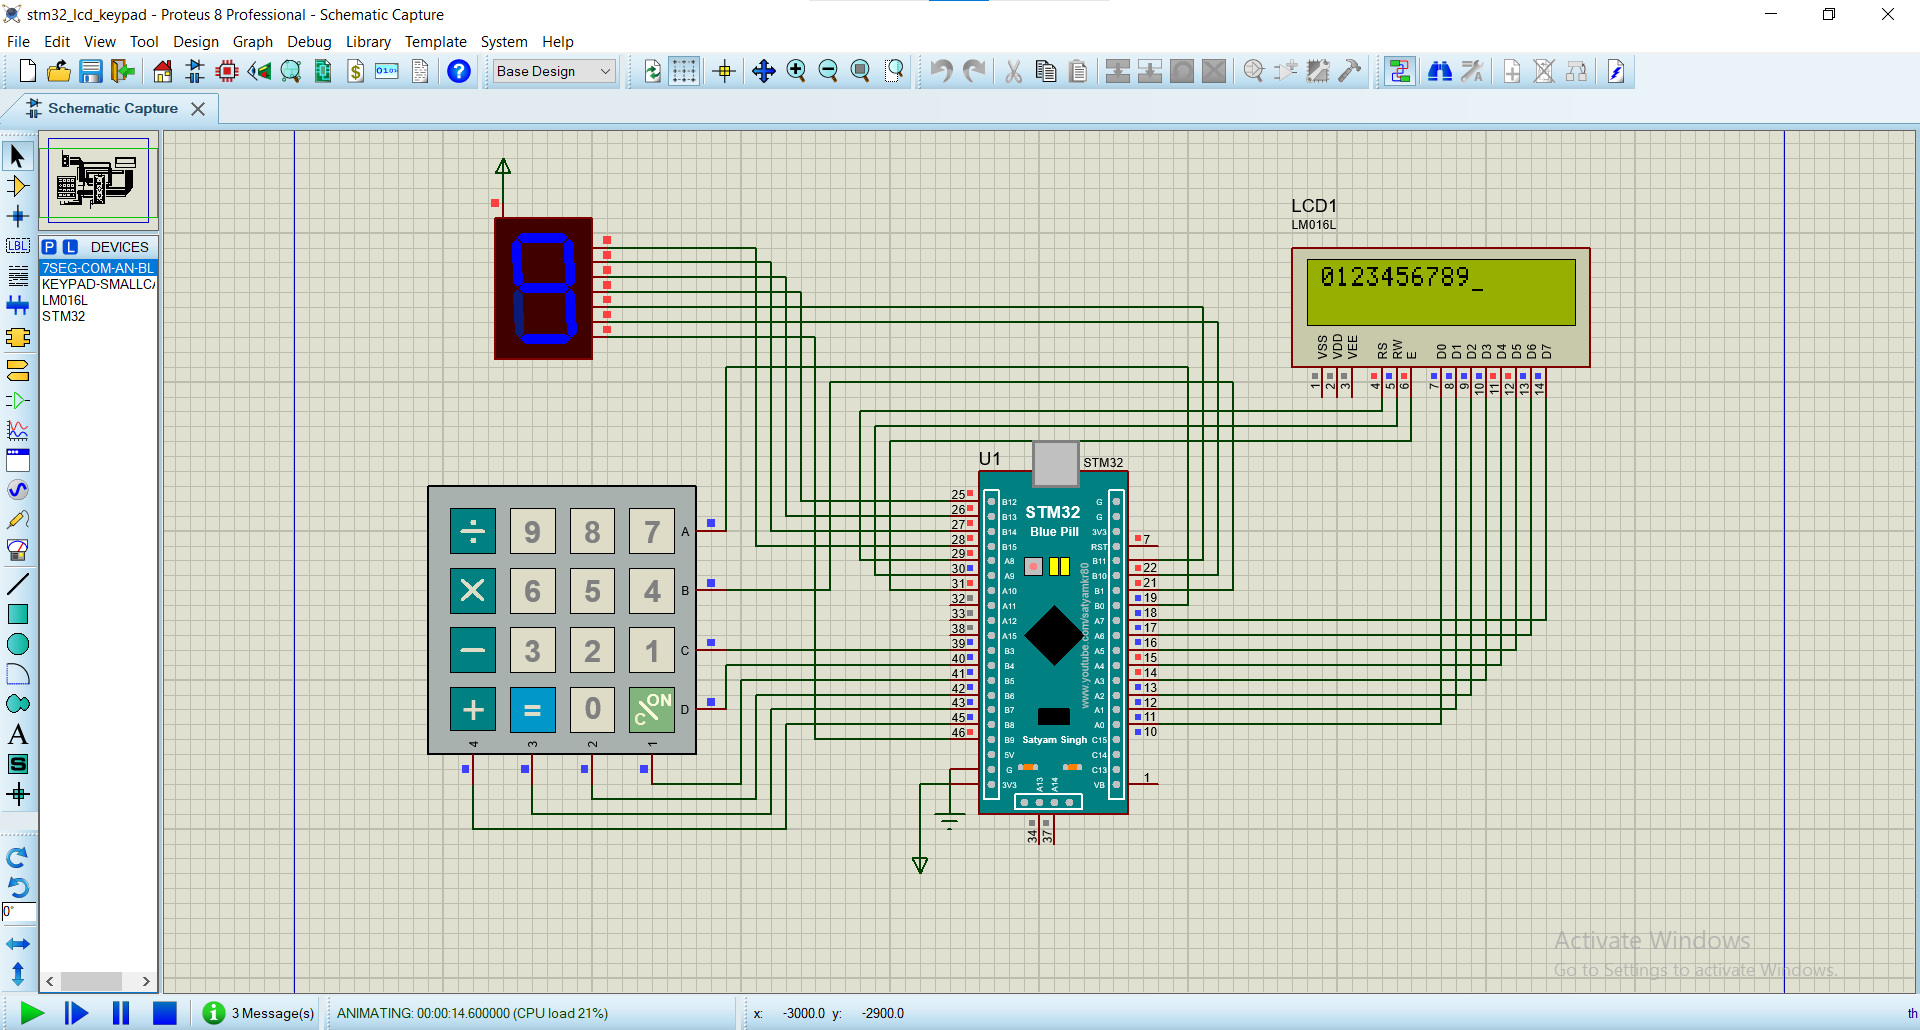 stm32_lcd_keypad - Proteus 8 Professional - Schematic Capture
File Edit View Tool Design Graph Debug Library Template System Help
Base Design
Schematic Capture
P L DEVICES
7SEG-COM-AN-BL
KEYPAD-SMALLC
LM016L
STM32
LBL
A
S
0°
LCD1
LM016L
0123456789_
VSS VDD VEE RS RW E D0 D1 D2 D3 D4 D5 D6 D7
1 2 3 4 5 6 7 8 9 10 11 12 13 14
÷ 9 8 7 A
× 6 5 4 B
− 3 2 1 C
+ = 0 ON C D
4 3 2 1
U1
STM32
STM32
Blue Pill
www.youtube.com/satyamkr80
Satyam Singh
25 B12 G
26 B13 G
27 B14 3V3
28 B15 RST 7
29 A8 B11 22
30 A9 B10 21
31 A10 B1 19
32 A11 B0 18
33 A12 A7 17
38 A15 A6 16
39 B3 A5 15
40 B4 A4 14
41 B5 A3 13
42 B6 A2 12
43 B7 A1 11
45 B8 A0 10
46 B9 C15
5V C14
G C13
3V3 VB 1
A13 A14
34 37
Activate Windows
Go to Settings to activate Windows.
3 Message(s) ANIMATING: 00:00:14.600000 (CPU load 21%) x: -3000.0 y: -2900.0 th